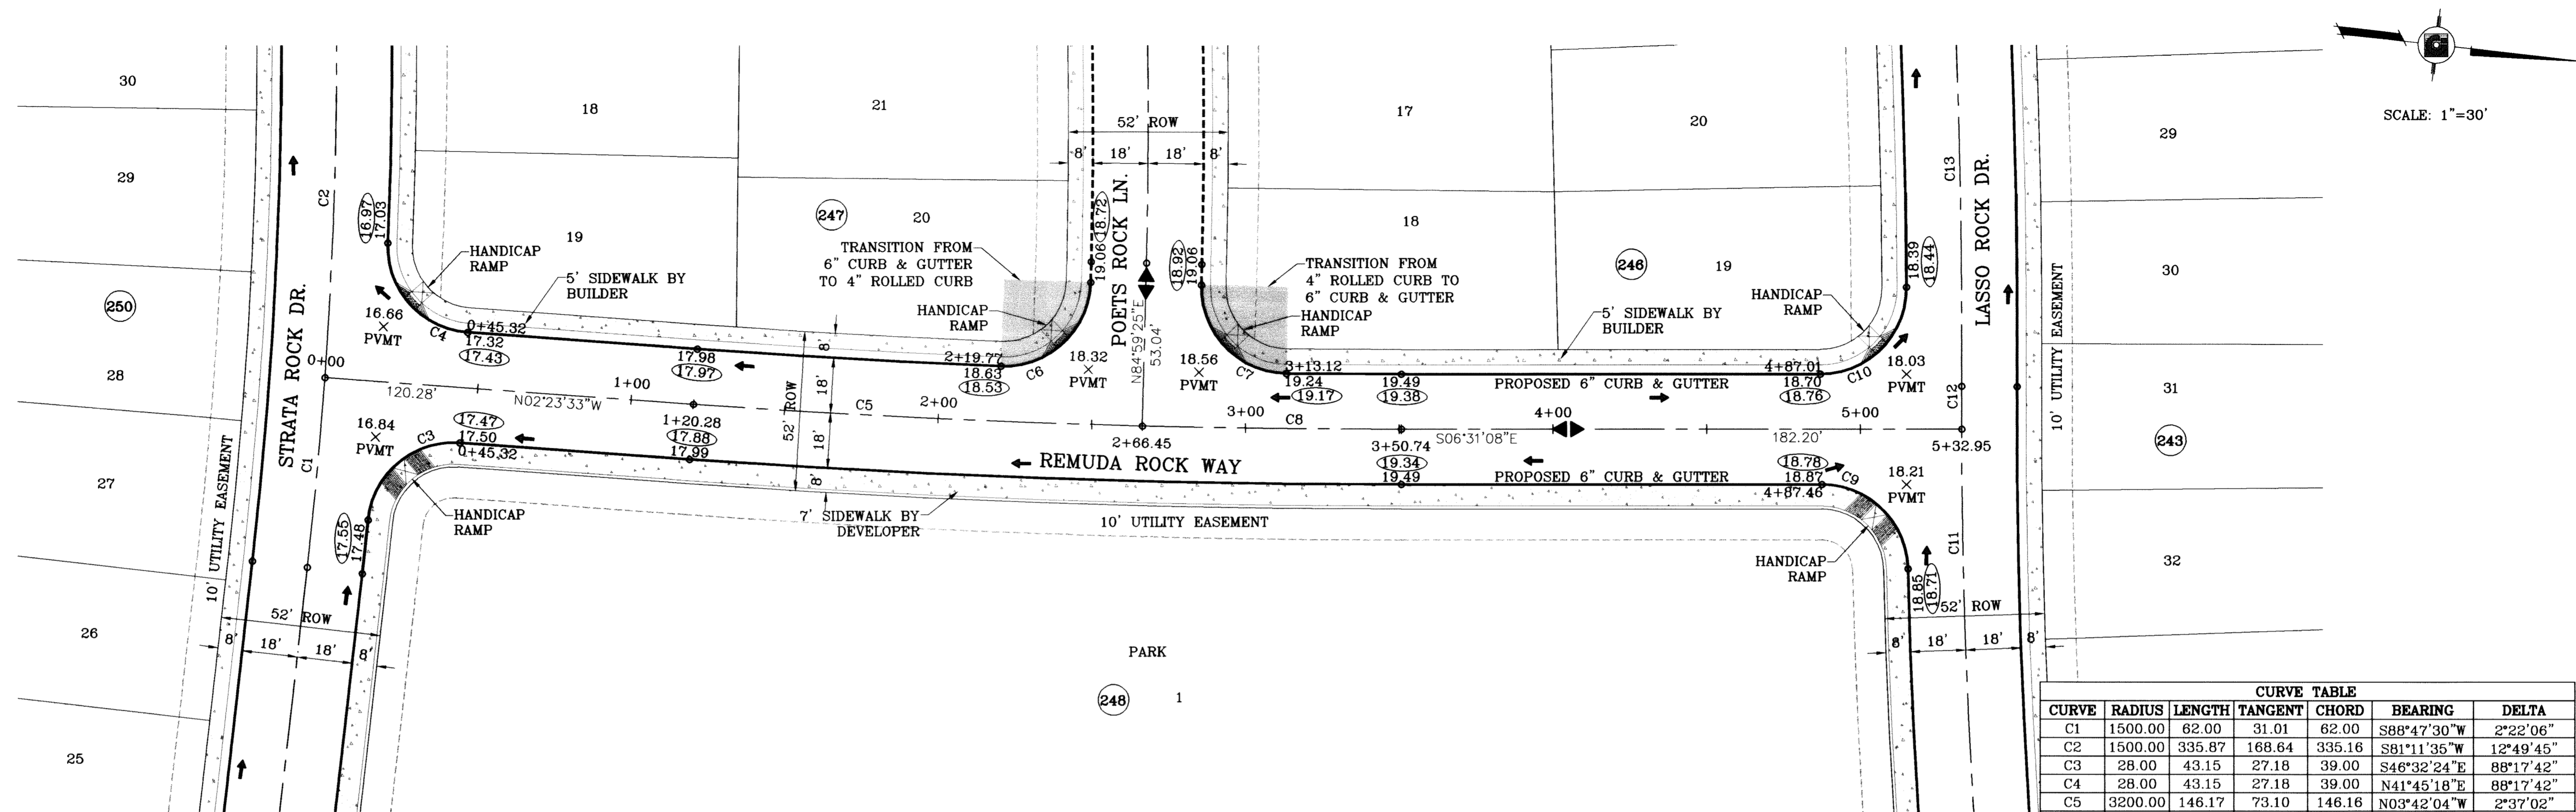 SCALE: 1"=30'
30
29
250
28
27
26
25
10' UTILITY EASEMENT
STRATA ROCK DR.
C2
C1
16.97
17.03
16.66
PVMT
0+00
16.84
PVMT
17.55
17.48
52' ROW
8'
18'
18'
8'
18
21
19
247
20
HANDICAP
RAMP
5' SIDEWALK BY
BUILDER
TRANSITION FROM
6" CURB & GUTTER
TO 4" ROLLED CURB
HANDICAP
RAMP
C4
0+45.32
17.32
17.43
17.98
17.97
2+19.77
18.63
18.53
C6
120.28'
1+00
N02°23'33"W
1+20.28
17.88
17.99
C3
17.47
17.50
0+45.32
HANDICAP
RAMP
52' ROW
8'
18'
18'
8'
C5
2+00
52' ROW
8'
18'
18'
8'
POETS ROCK LN.
19.06
18.72
18.92
19.06
N84°59'25"E
53.04'
18.32
PVMT
18.56
PVMT
2+66.45
REMUDA ROCK WAY
7' SIDEWALK BY
DEVELOPER
10' UTILITY EASEMENT
17
20
18
246
19
TRANSITION FROM
4" ROLLED CURB TO
6" CURB & GUTTER
HANDICAP
RAMP
5' SIDEWALK BY
BUILDER
HANDICAP
RAMP
C7
3+13.12
19.24
19.17
19.49
19.38
PROPOSED 6" CURB & GUTTER
4+87.01
18.70
18.76
C10
3+00
C8
4+00
5+00
3+50.74
19.34
19.49
S06°31'08"E
182.20'
5+32.95
PROPOSED 6" CURB & GUTTER
18.78
18.87
4+87.46
C9
18.03
PVMT
18.21
PVMT
18.39
18.44
HANDICAP
RAMP
18.85
18.71
LASSO ROCK DR.
C13
C12
C11
52' ROW
8'
18'
18'
8'
10' UTILITY EASEMENT
29
30
31
243
32
PARK
248
1
CURVE TABLE
CURVE RADIUS LENGTH TANGENT CHORD BEARING DELTA
C1 1500.00 62.00 31.01 62.00 S88°47'30"W 2°22'06"
C2 1500.00 335.87 168.64 335.16 S81°11'35"W 12°49'45"
C3 28.00 43.15 27.18 39.00 S46°32'24"E 88°17'42"
C4 28.00 43.15 27.18 39.00 N41°45'18"E 88°17'42"
C5 3200.00 146.17 73.10 146.16 N03°42'04"W 2°37'02"